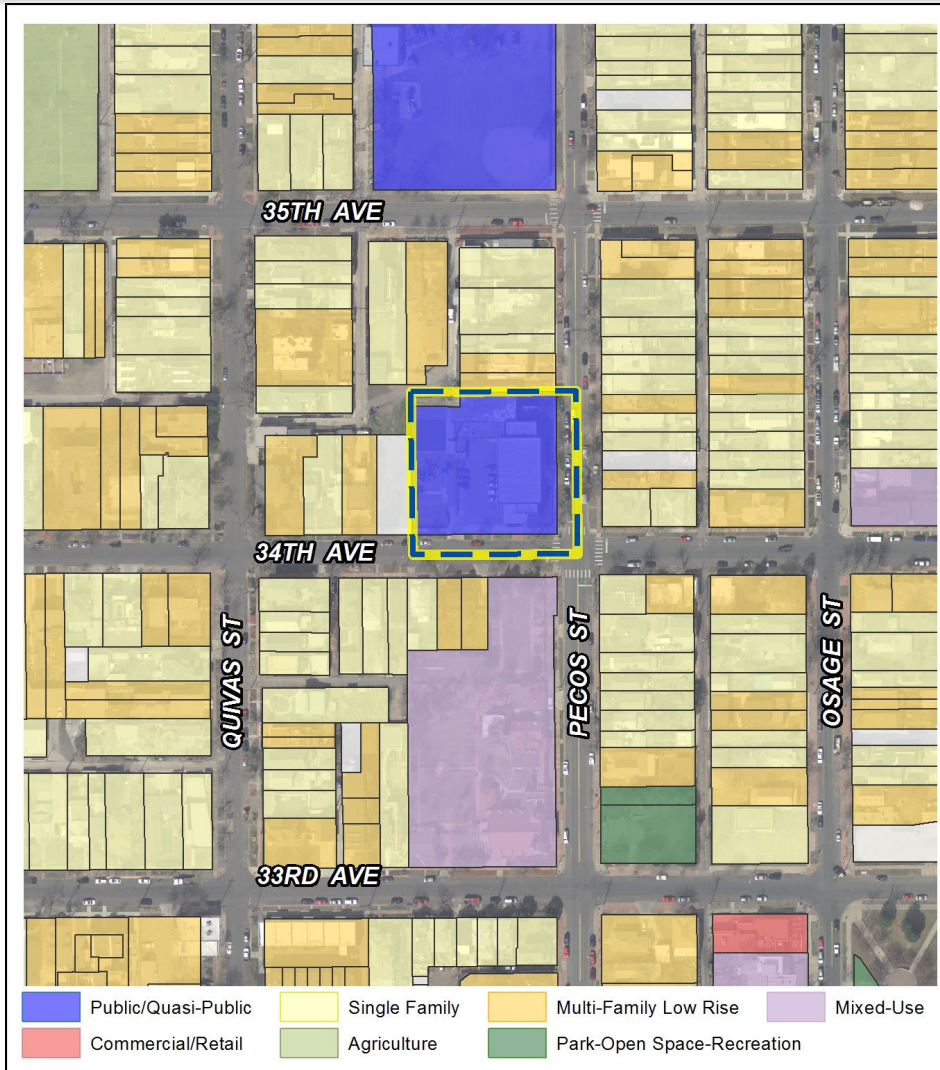 35TH AVE
34TH AVE
QUIVAS ST
PECOS ST
OSAGE ST
33RD AVE
Public/Quasi-Public
Single Family
Multi-Family Low Rise
Mixed-Use
Commercial/Retail
Agriculture
Park-Open Space-Recreation